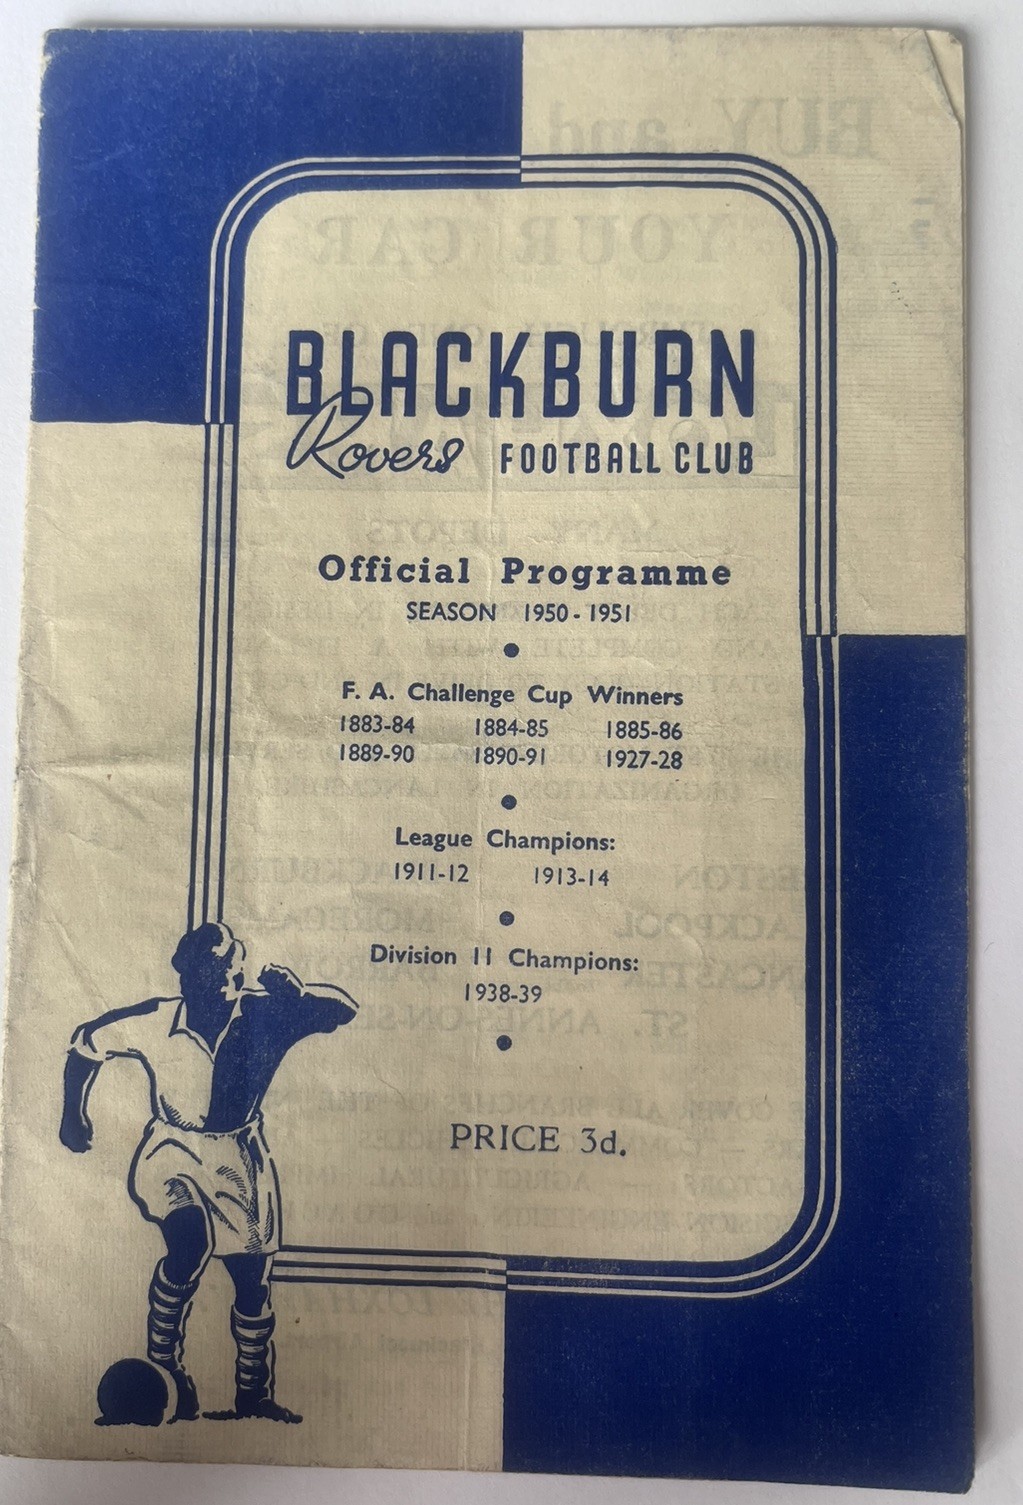 BLACKBURN
Rovers FOOTBALL CLUB
Official Programme
SEASON 1950-1951
F. A. Challenge Cup Winners
1883-84 1884-85 1885-86
1889-90 1890-91 1927-28
League Champions:
1911-12 1913-14
Division II Champions:
1938-39
PRICE 3d.